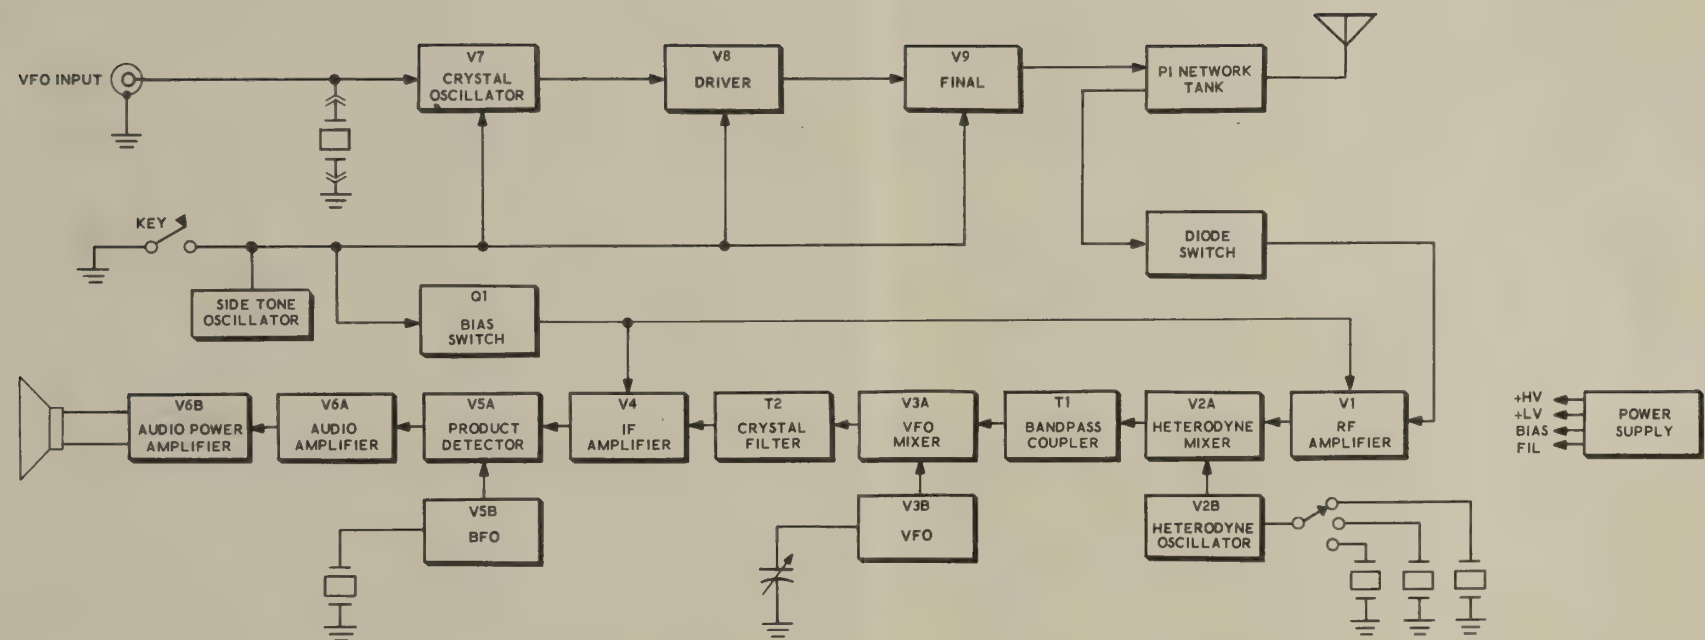 VFO INPUT
V7
CRYSTAL
OSCILLATOR
V8
DRIVER
V9
FINAL
PI NETWORK
TANK
KEY
SIDE TONE
OSCILLATOR
Q1
BIAS
SWITCH
DIODE
SWITCH
V6B
AUDIO POWER
AMPLIFIER
V6A
AUDIO
AMPLIFIER
V5A
PRODUCT
DETECTOR
V4
IF
AMPLIFIER
T2
CRYSTAL
FILTER
V3A
VFO
MIXER
T1
BANDPASS
COUPLER
V2A
HETERODYNE
MIXER
V1
RF
AMPLIFIER
+HV
+LV
BIAS
FIL
POWER
SUPPLY
V5B
BFO
V3B
VFO
V2B
HETERODYNE
OSCILLATOR